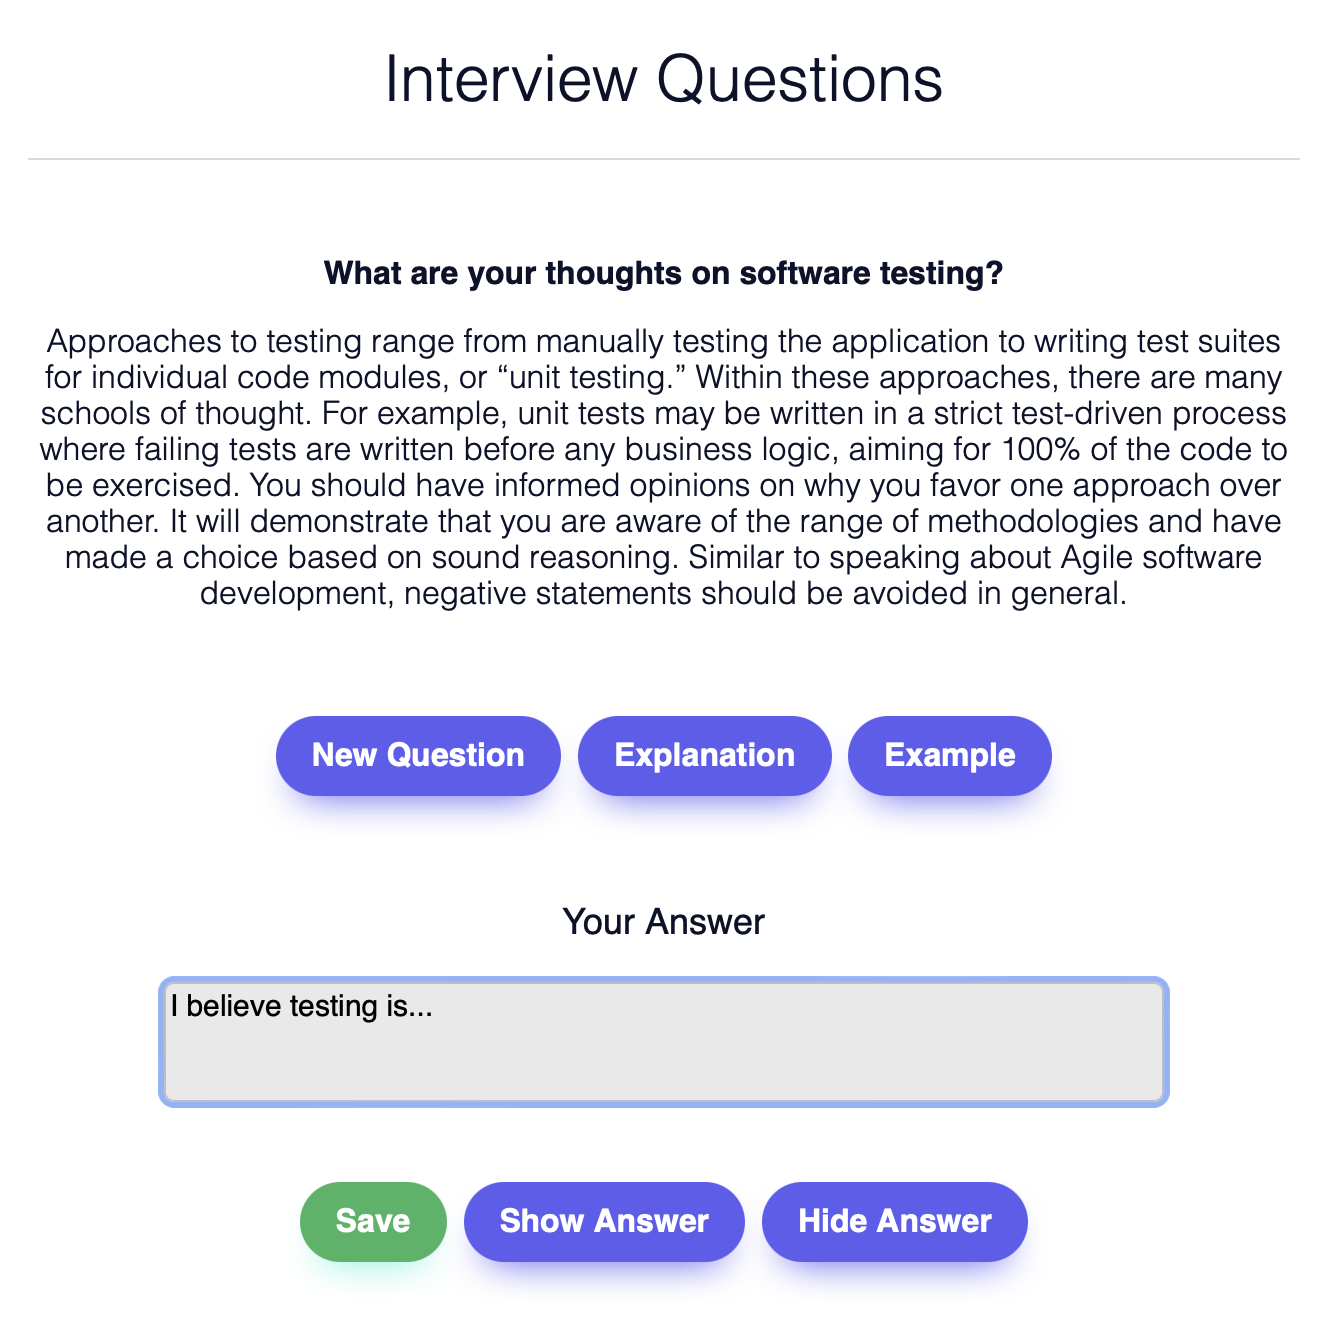 Interview Questions
What are your thoughts on software testing?
Approaches to testing range from manually testing the application to writing test suites
for individual code modules, or “unit testing.” Within these approaches, there are many
schools of thought. For example, unit tests may be written in a strict test-driven process
where failing tests are written before any business logic, aiming for 100% of the code to
be exercised. You should have informed opinions on why you favor one approach over
another. It will demonstrate that you are aware of the range of methodologies and have
made a choice based on sound reasoning. Similar to speaking about Agile software
development, negative statements should be avoided in general.
New Question Explanation Example
Your Answer
I believe testing is...
Save Show Answer Hide Answer